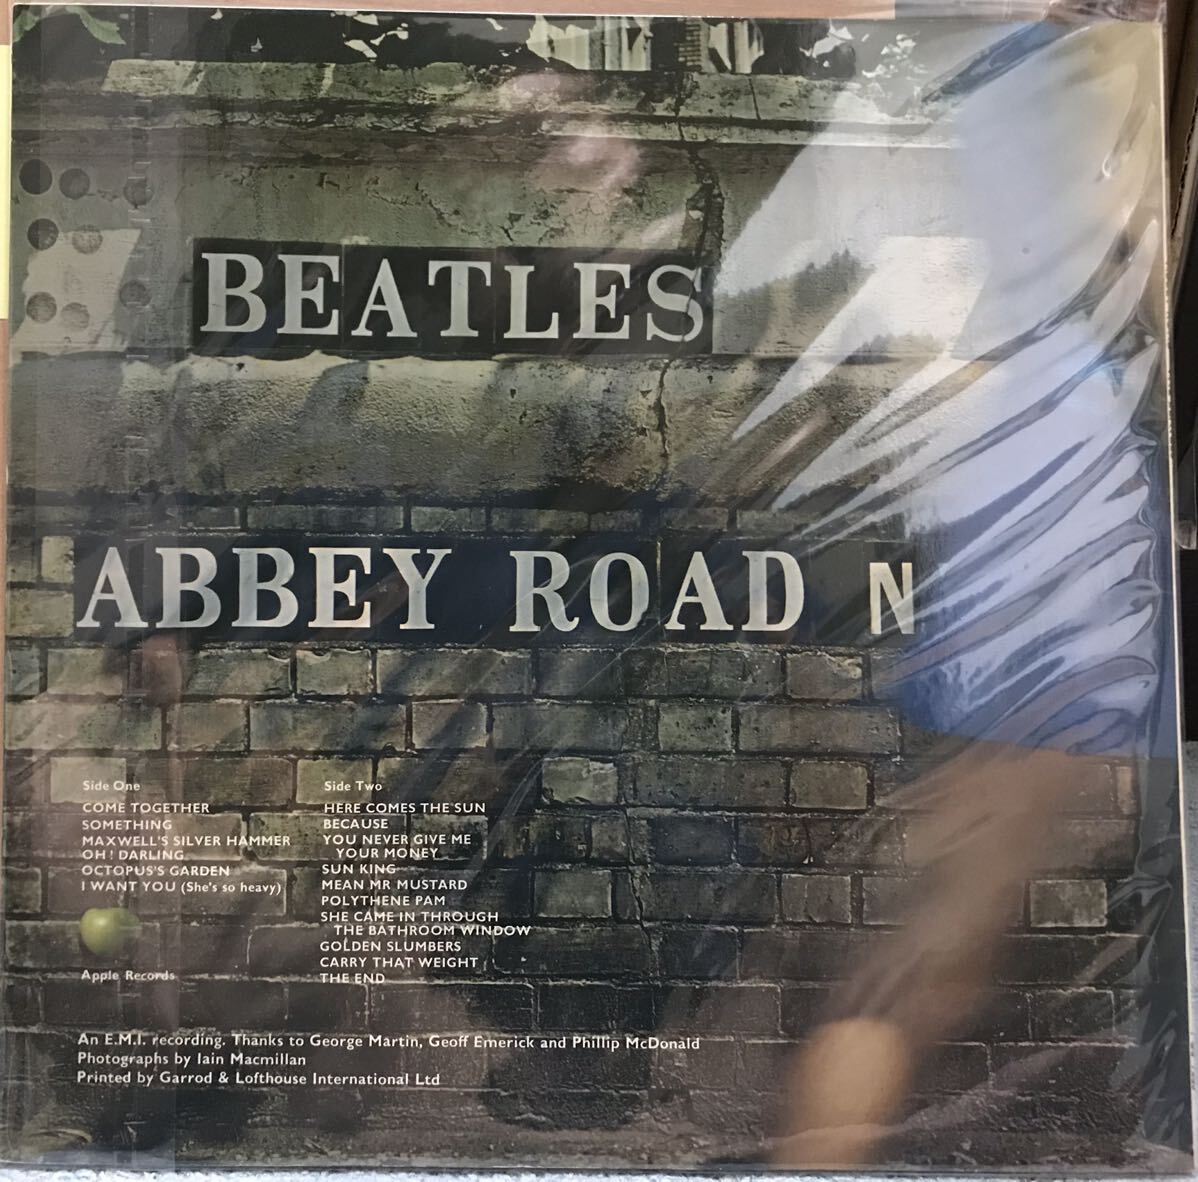 BEATLES
ABBEY ROAD N
Side One
COME TOGETHER
SOMETHING
MAXWELL'S SILVER HAMMER
OH! DARLING
OCTOPUS'S GARDEN
I WANT YOU (She's so heavy)
Apple Records
Side Two
HERE COMES THE SUN
BECAUSE
YOU NEVER GIVE ME
YOUR MONEY
SUN KING
MEAN MR MUSTARD
POLYTHENE PAM
SHE CAME IN THROUGH
THE BATHROOM WINDOW
GOLDEN SLUMBERS
CARRY THAT WEIGHT
THE END
An E.M.I. recording. Thanks to George Martin, Geoff Emerick and Phillip McDonald
Photographs by Iain Macmillan
Printed by Garrod & Lofthouse International Ltd